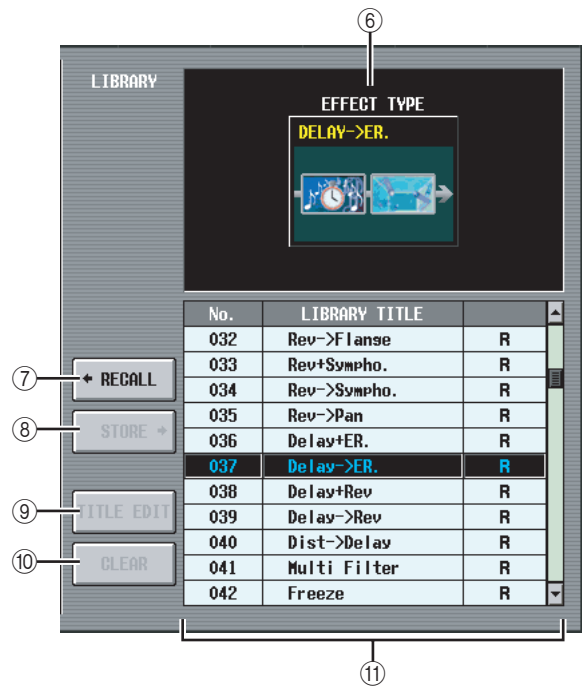 ⑥
LIBRARY
EFFECT TYPE
DELAY->ER.
No. LIBRARY TITLE
032 Rev->Flange R
033 Rev+Sympho. R
034 Rev->Sympho. R
035 Rev->Pan R
036 Delay+ER. R
037 Delay->ER. R
038 Delay+Rev R
039 Delay->Rev R
040 Dist->Delay R
041 Multi Filter R
042 Freeze R
⑦ RECALL
⑧ STORE
⑨ TITLE EDIT
⑩ CLEAR
⑪